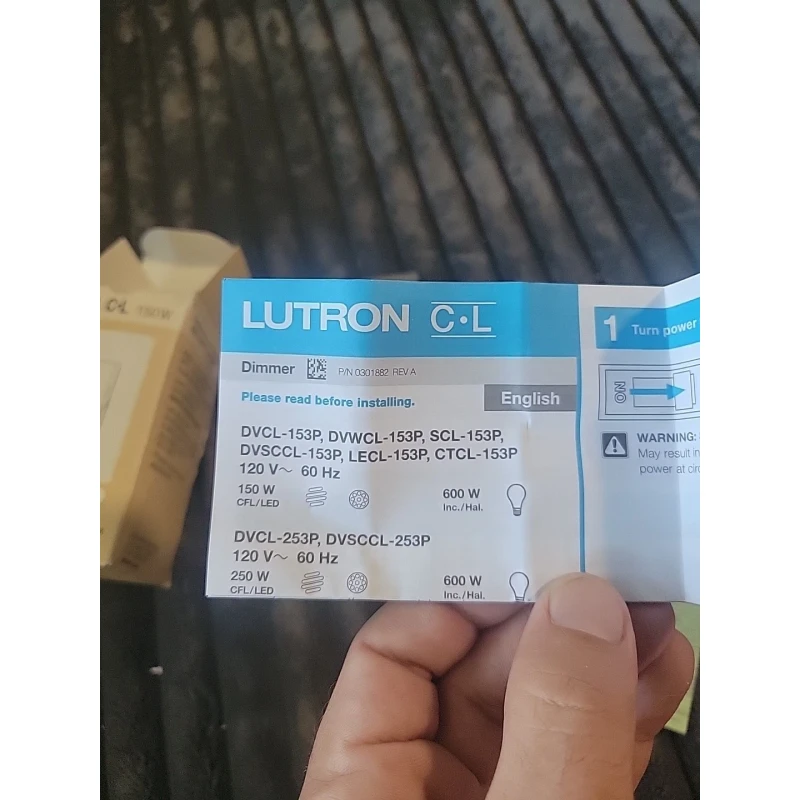 C•L 150W
LUTRON C•L
Dimmer P/N 0301882 REV A
Please read before installing.
English
DVCL-153P, DVWCL-153P, SCL-153P,
DVSCCL-153P, LECL-153P, CTCL-153P
120 V~ 60 Hz
150 W
CFL/LED
600 W
Inc./Hal.
DVCL-253P, DVSCCL-253P
120 V~ 60 Hz
250 W
CFL/LED
600 W
Inc./Hal.
1 Turn power
ON
WARNING:
May result in
power at